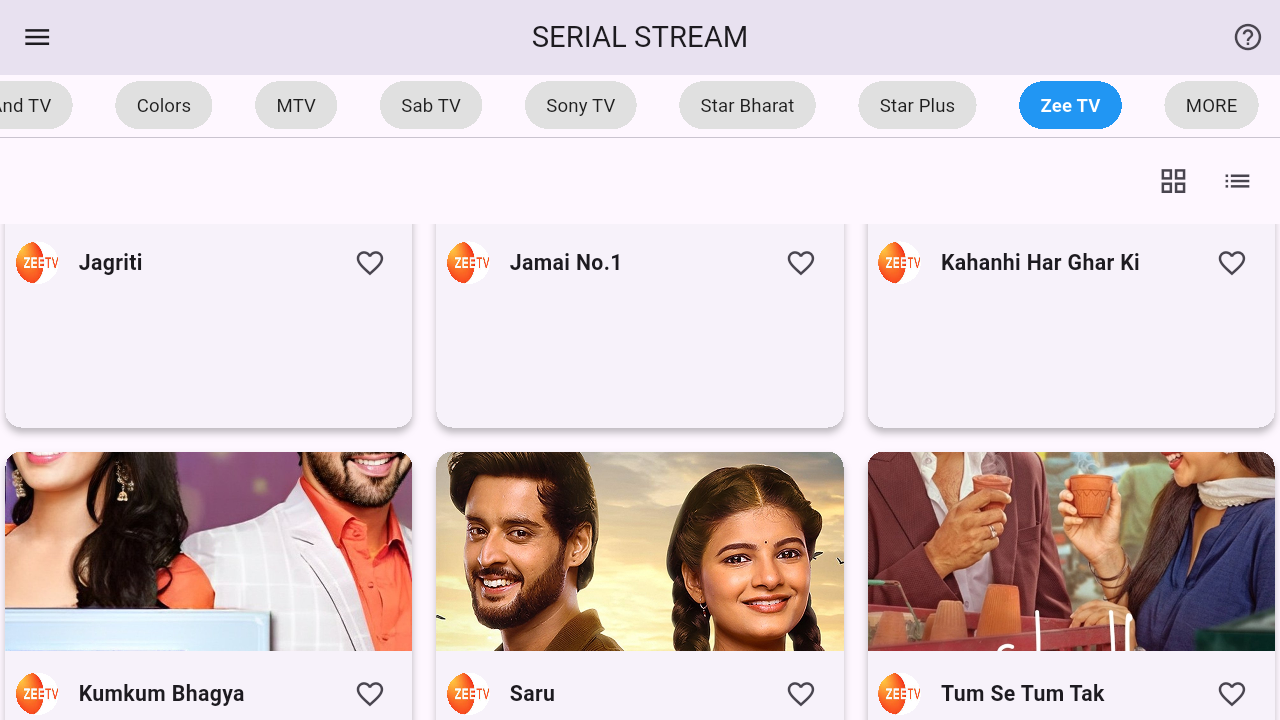 SERIAL STREAM
And TV
Colors
MTV
Sab TV
Sony TV
Star Bharat
Star Plus
Zee TV
MORE
ZEE TV
Jagriti
ZEE TV
Jamai No.1
ZEE TV
Kahanhi Har Ghar Ki
ZEE TV
Kumkum Bhagya
ZEE TV
Saru
ZEE TV
Tum Se Tum Tak